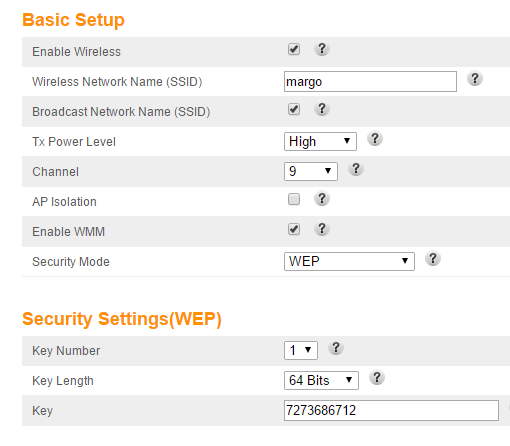 Basic Setup
Enable Wireless ?
Wireless Network Name (SSID) margo ?
Broadcast Network Name (SSID) ?
Tx Power Level High ?
Channel 9 ?
AP Isolation ?
Enable WMM ?
Security Mode WEP ?
Security Settings(WEP)
Key Number 1 ?
Key Length 64 Bits ?
Key 7273686712